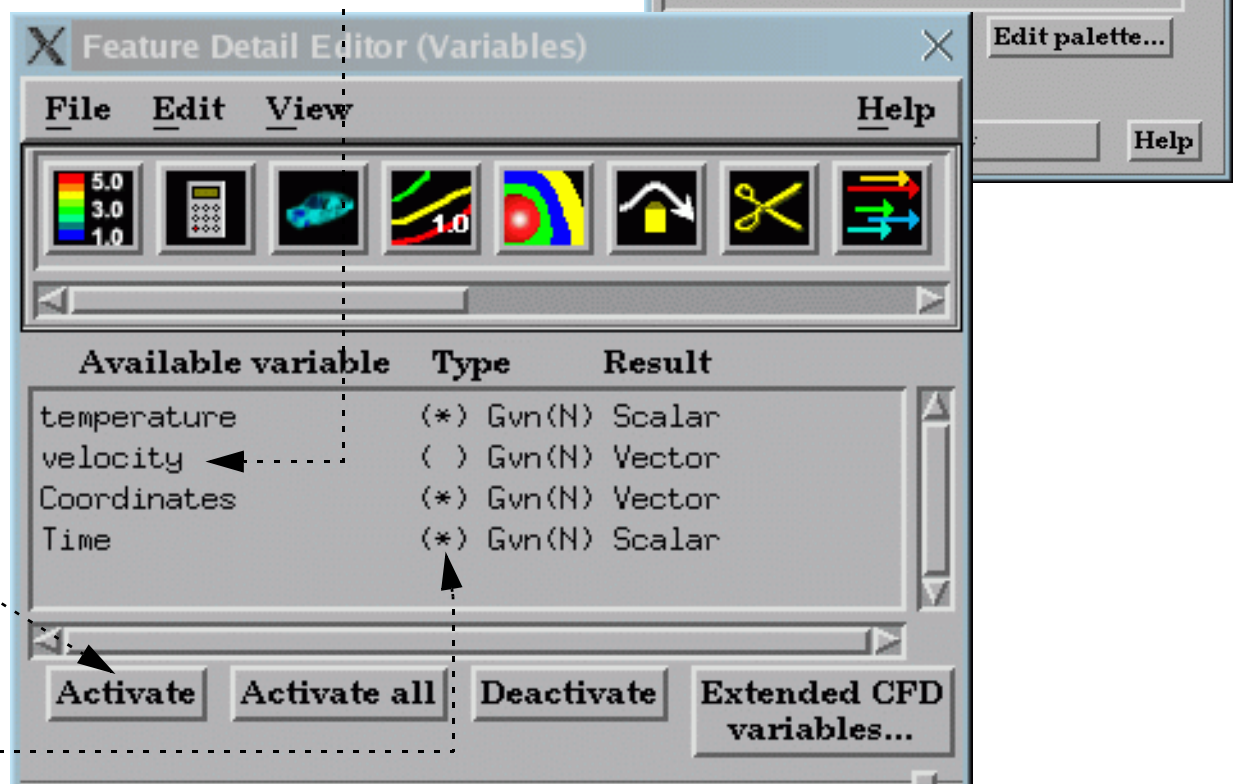 Feature Detail Editor (Variables)
Edit palette...
File Edit View Help
Help
5.0
3.0
1.0
1.0
Available variable Type Result
temperature (*) Gvn(N) Scalar
velocity ( ) Gvn(N) Vector
Coordinates (*) Gvn(N) Vector
Time (*) Gvn(N) Scalar
Activate Activate all Deactivate Extended CFD
variables...